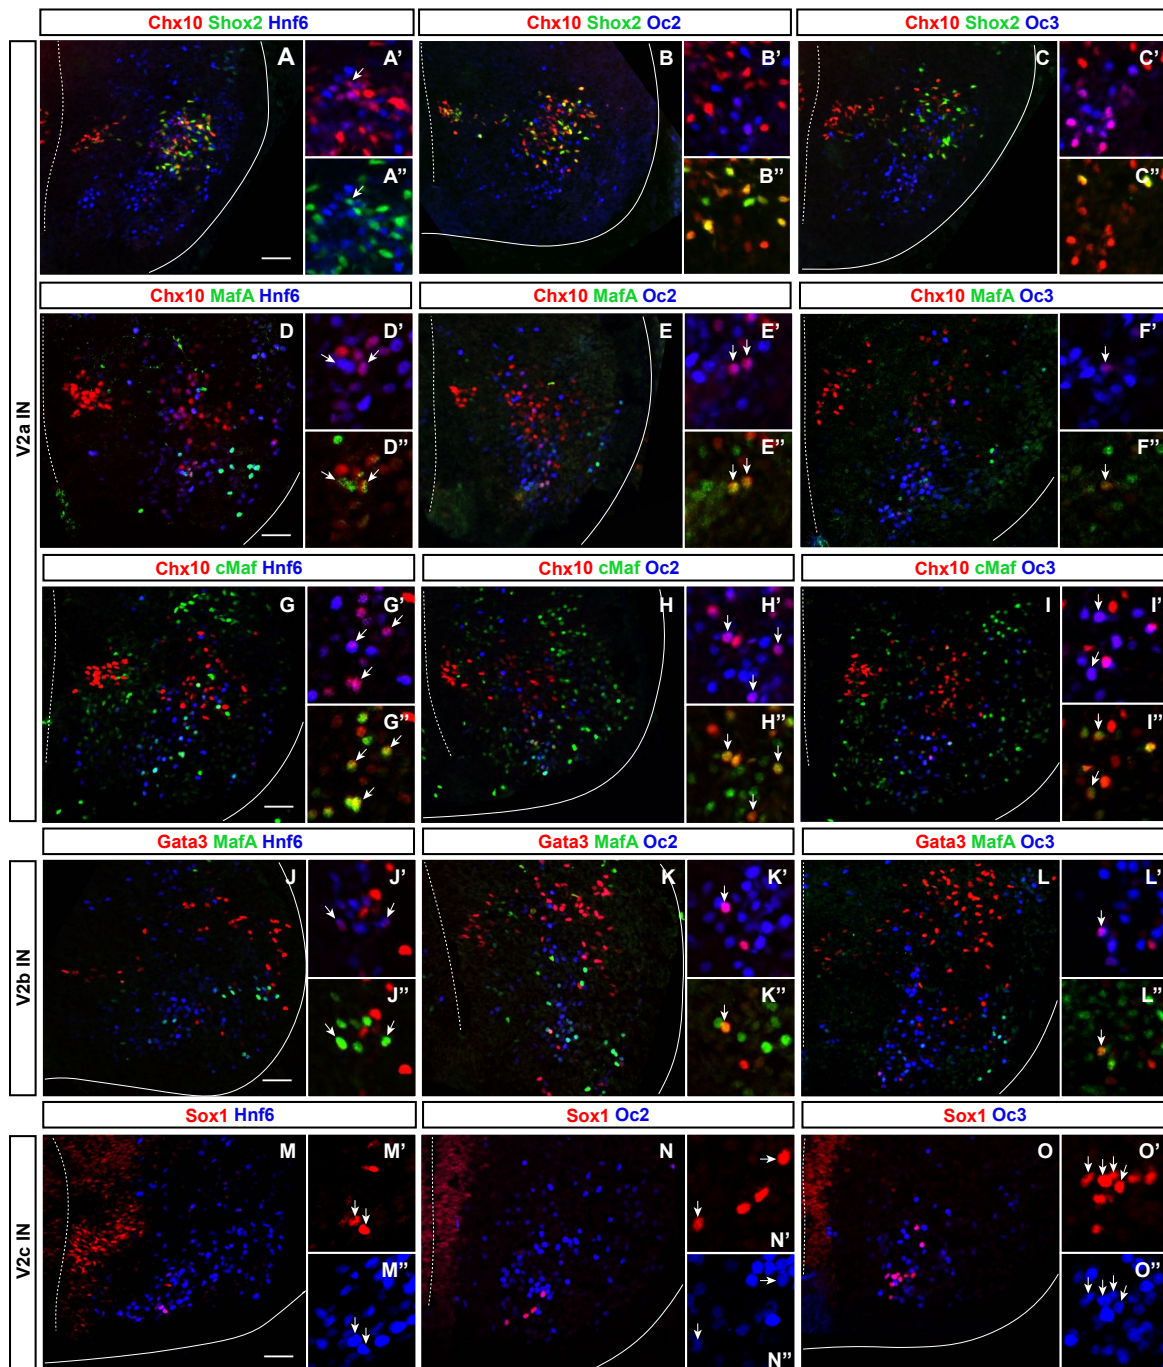 Chx10 Shox2 Hnf6
Chx10 Shox2 Oc2
Chx10 Shox2 Oc3
A
A’
A”
B
B’
B”
C
C’
C”
Chx10 MafA Hnf6
Chx10 MafA Oc2
Chx10 MafA Oc3
V2a IN
D
D’
D”
E
E’
E”
F
F’
F”
Chx10 cMaf Hnf6
Chx10 cMaf Oc2
Chx10 cMaf Oc3
G
G’
G”
H
H’
H”
I
I’
I”
Gata3 MafA Hnf6
Gata3 MafA Oc2
Gata3 MafA Oc3
V2b IN
J
J’
J”
K
K’
K”
L
L’
L”
Sox1 Hnf6
Sox1 Oc2
Sox1 Oc3
V2c IN
M
M’
M”
N
N’
N”
O
O’
O”